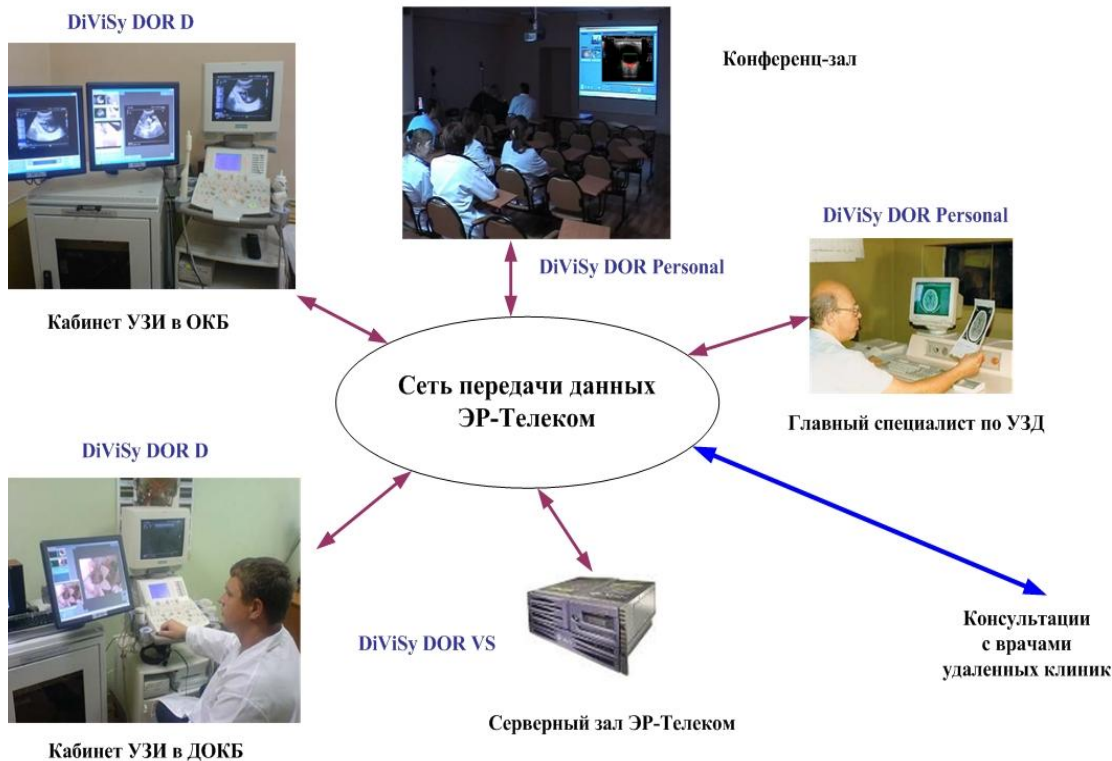 DiViSy DOR D
Конференц-зал
DiViSy DOR Personal
DiViSy DOR Personal
Кабинет УЗИ в ОКБ
Сеть передачи данных
ЭР-Телеком
Главный специалист по УЗД
DiViSy DOR D
DiViSy DOR VS
Консультации
с врачами
удаленных клиник
Серверный зал ЭР-Телеком
Кабинет УЗИ в ДОКБ